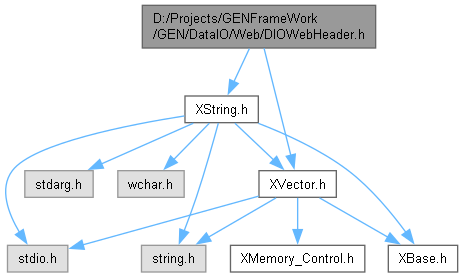 D:/Projects/GENFrameWork
/GEN/DataIO/Web/DIOWebHeader.h
XString.h
stdarg.h
wchar.h
XVector.h
stdio.h
string.h
XMemory_Control.h
XBase.h